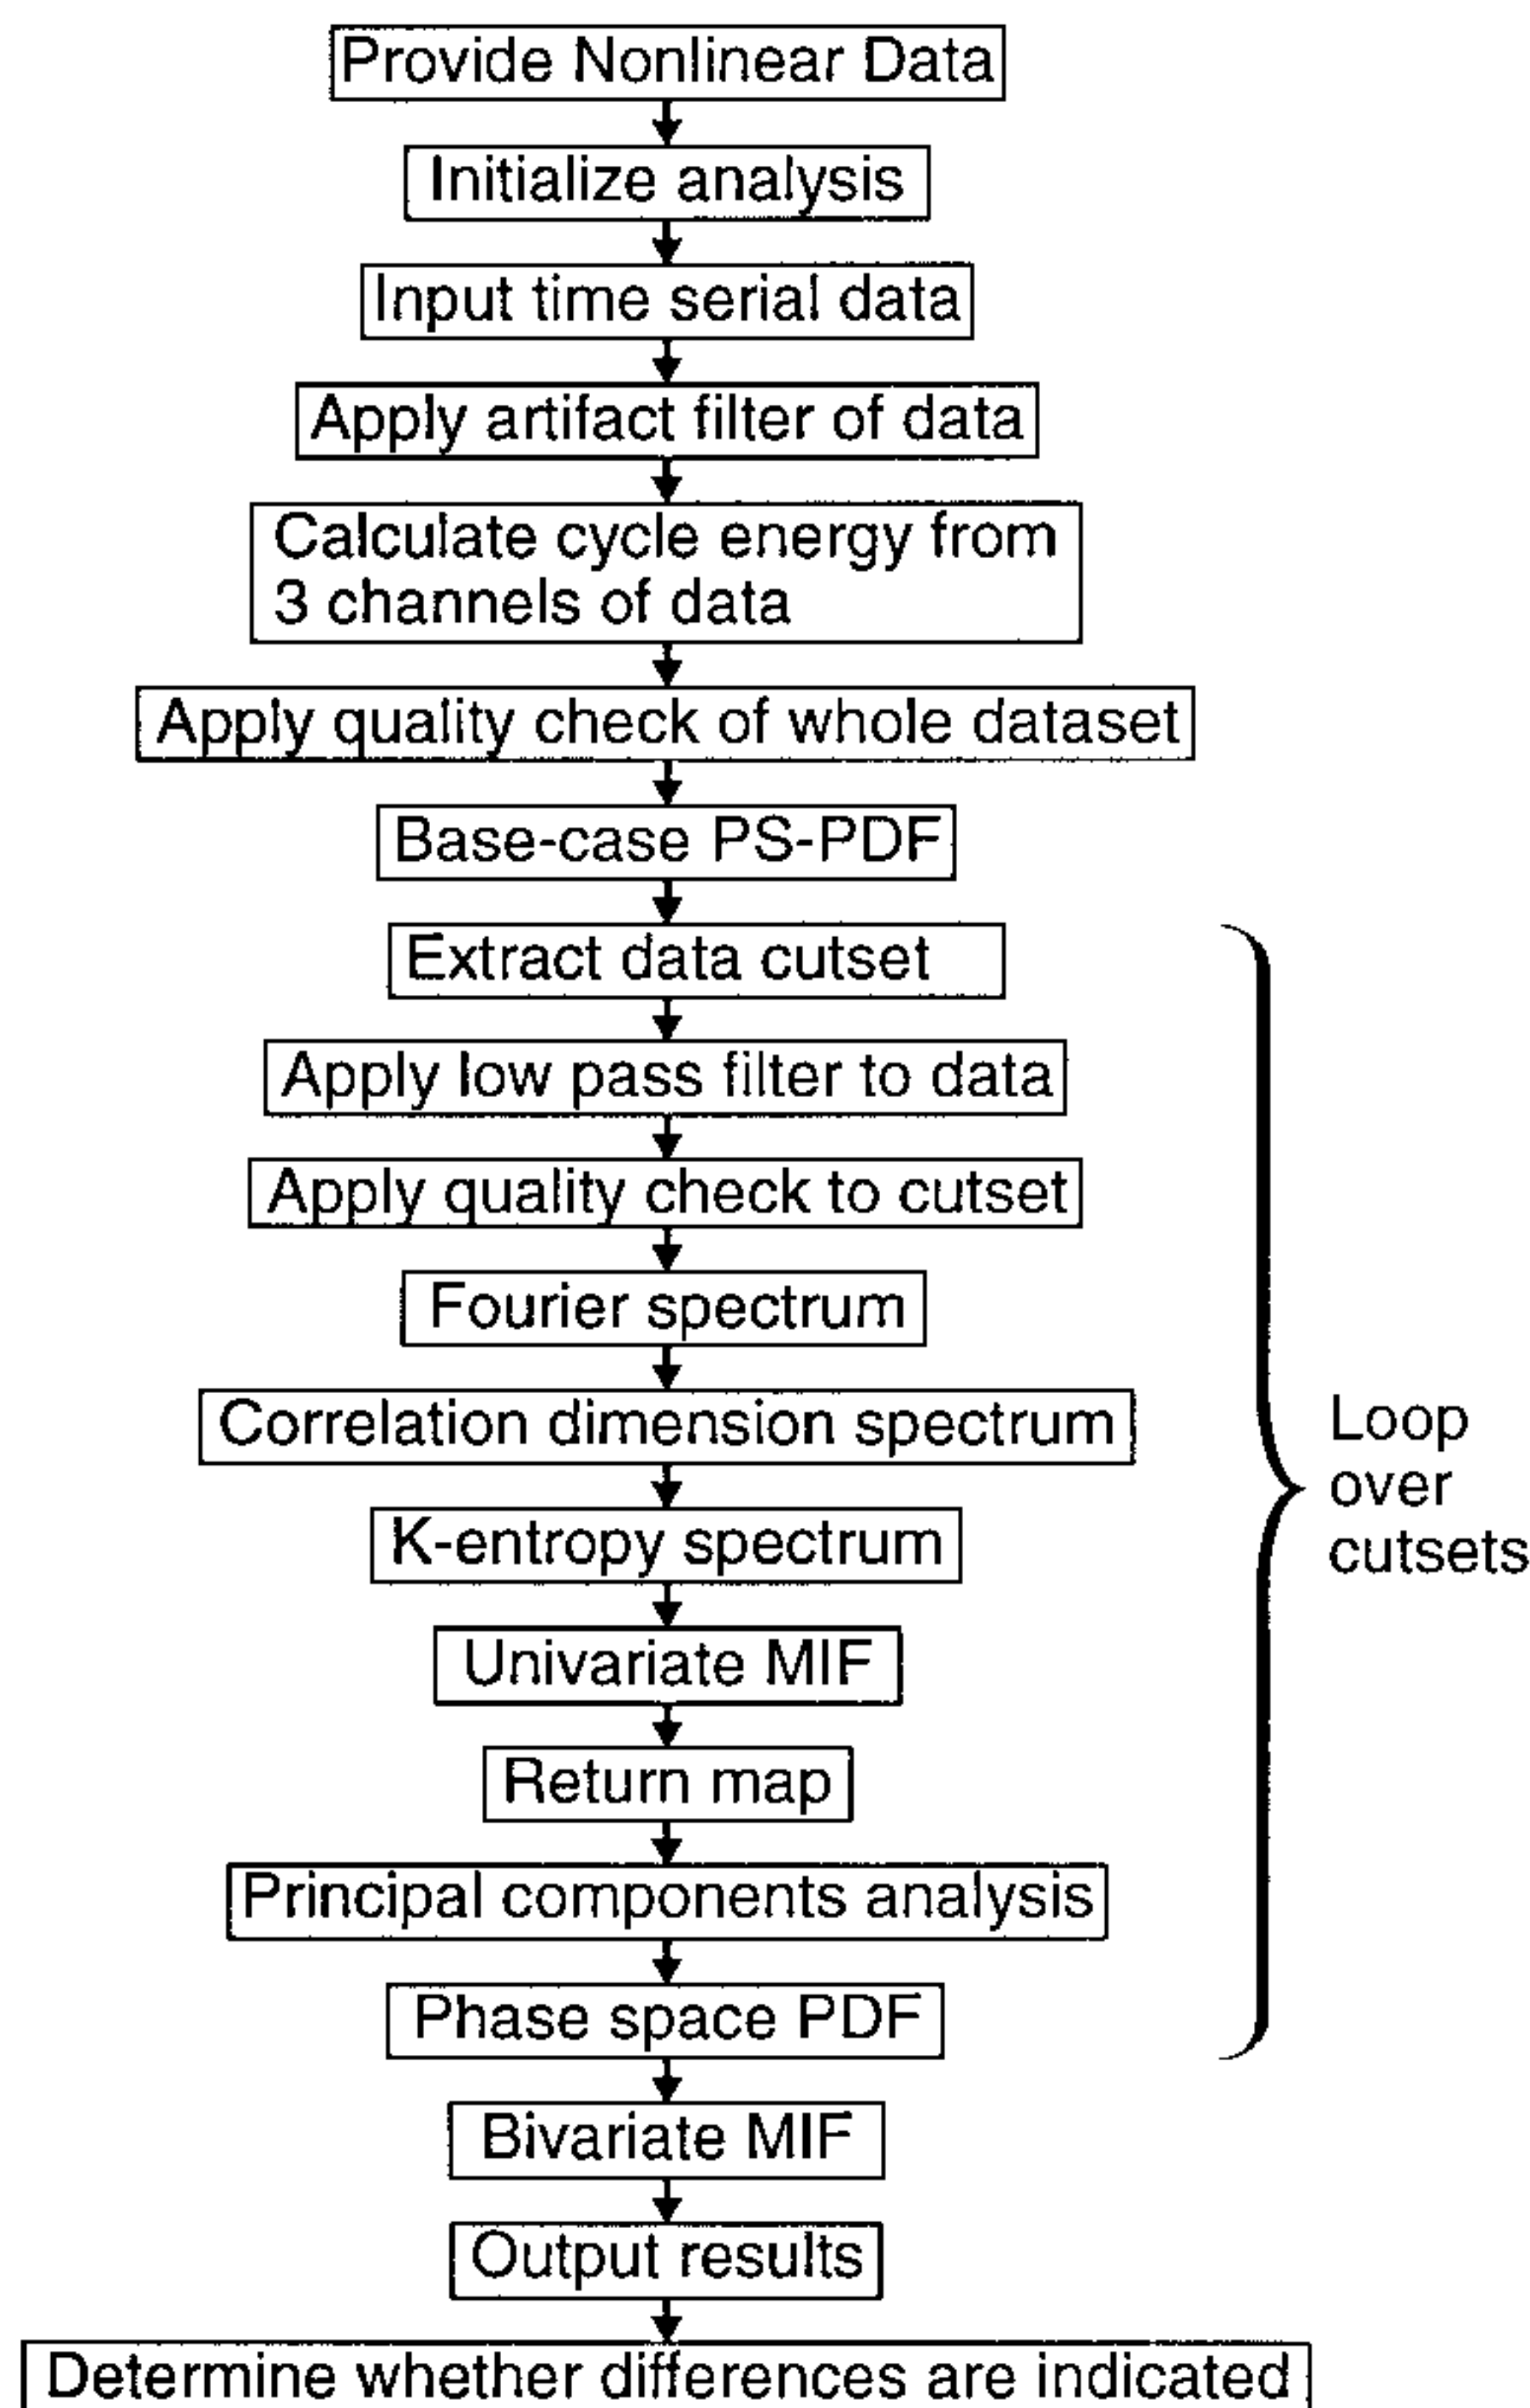 Provide Nonlinear Data
Initialize analysis
Input time serial data
Apply artifact filter of data
Calculate cycle energy from
3 channels of data
Apply quality check of whole dataset
Base-case PS-PDF
Extract data cutset
Apply low pass filter to data
Apply quality check to cutset
Fourier spectrum
Correlation dimension spectrum
K-entropy spectrum
Univariate MIF
Return map
Principal components analysis
Phase space PDF
Loop
over
cutsets
Bivariate MIF
Output results
Determine whether differences are indicated